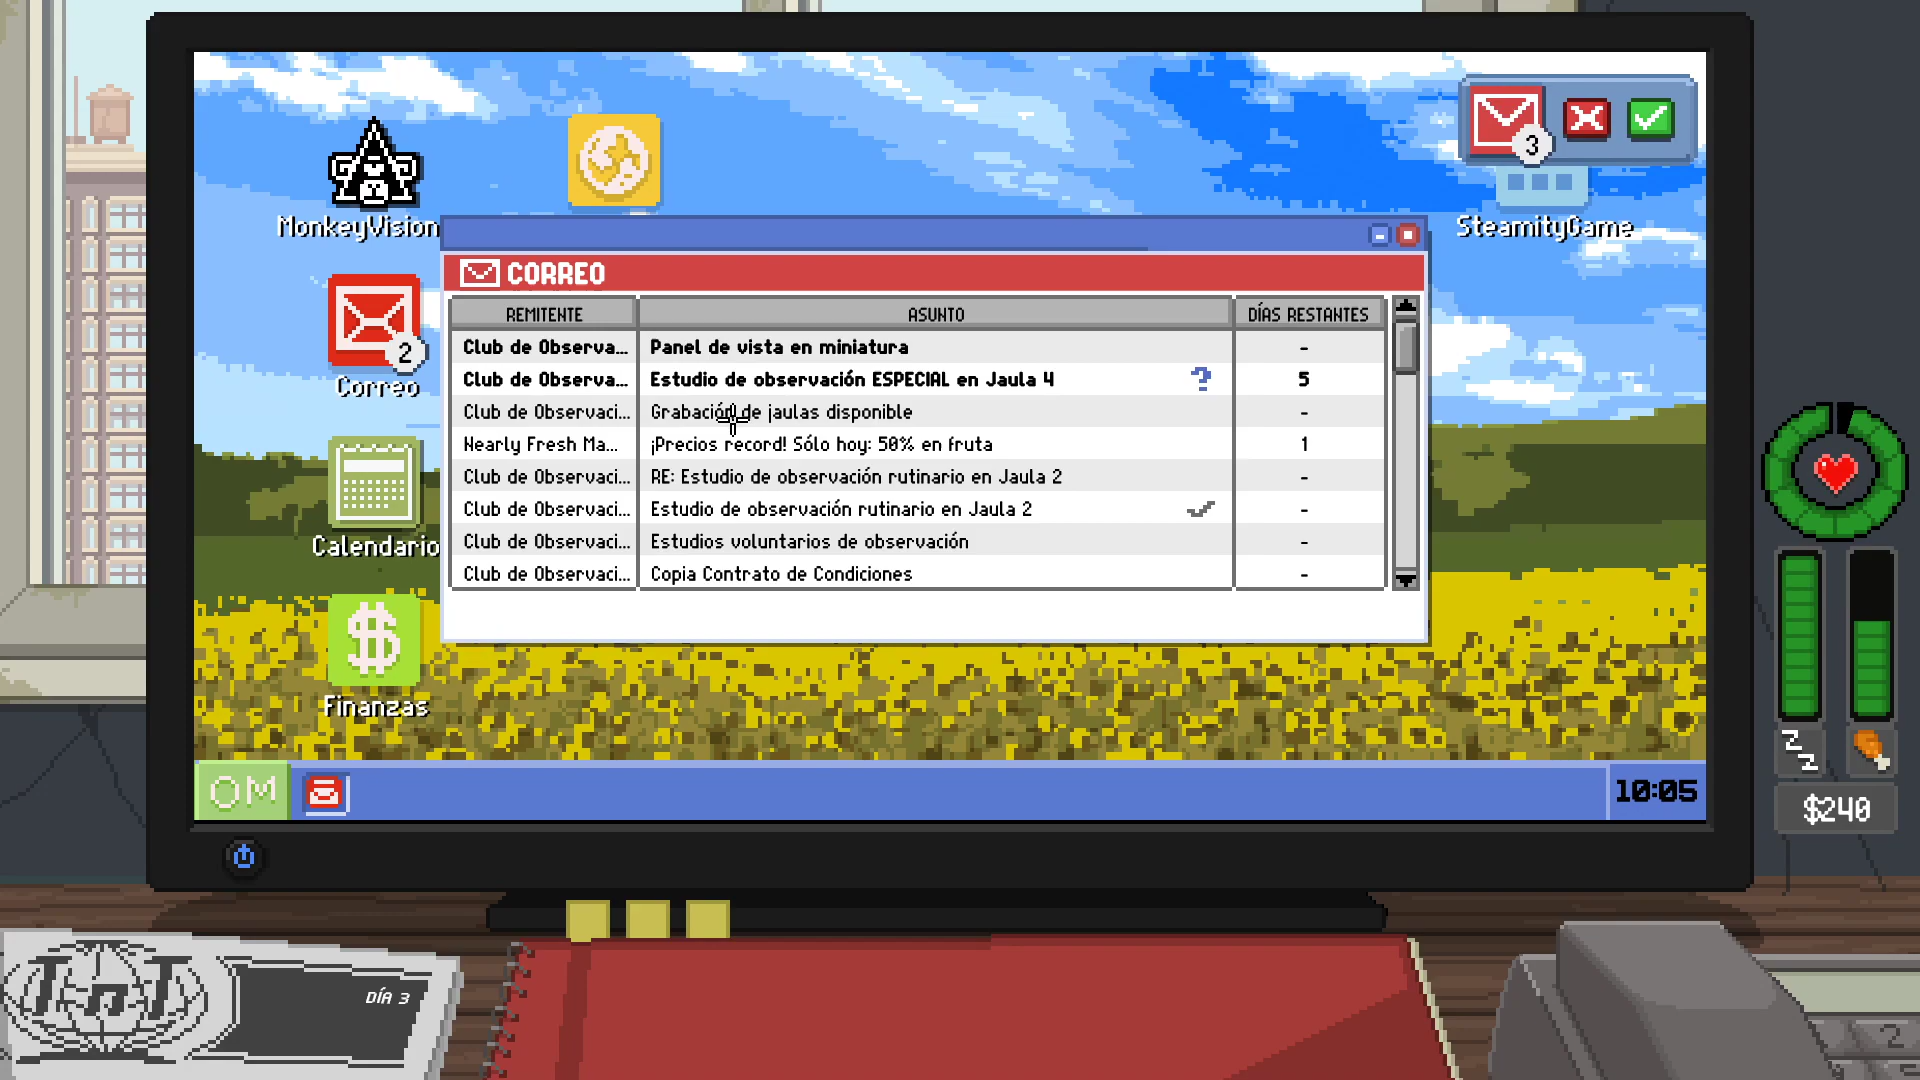 3
MonkeyVision
SteamityGame
CORREO
REMITENTE ASUNTO DÍAS RESTANTES
Club de Observa... Panel de vista en miniatura -
Club de Observa... Estudio de observación ESPECIAL en Jaula 4 ? 5
Club de Observaci... Grabación de jaulas disponible -
Nearly Fresh Ma... ¡Precios record! Sólo hoy: 50% en fruta 1
Club de Observaci... RE: Estudio de observación rutinario en Jaula 2 -
Club de Observaci... Estudio de observación rutinario en Jaula 2 -
Club de Observaci... Estudios voluntarios de observación -
Club de Observaci... Copia Contrato de Condiciones -
2
Correo
Calendario
$
Finanzas
OM
10:05
zzz
$240
TnT
DÍA 3
2